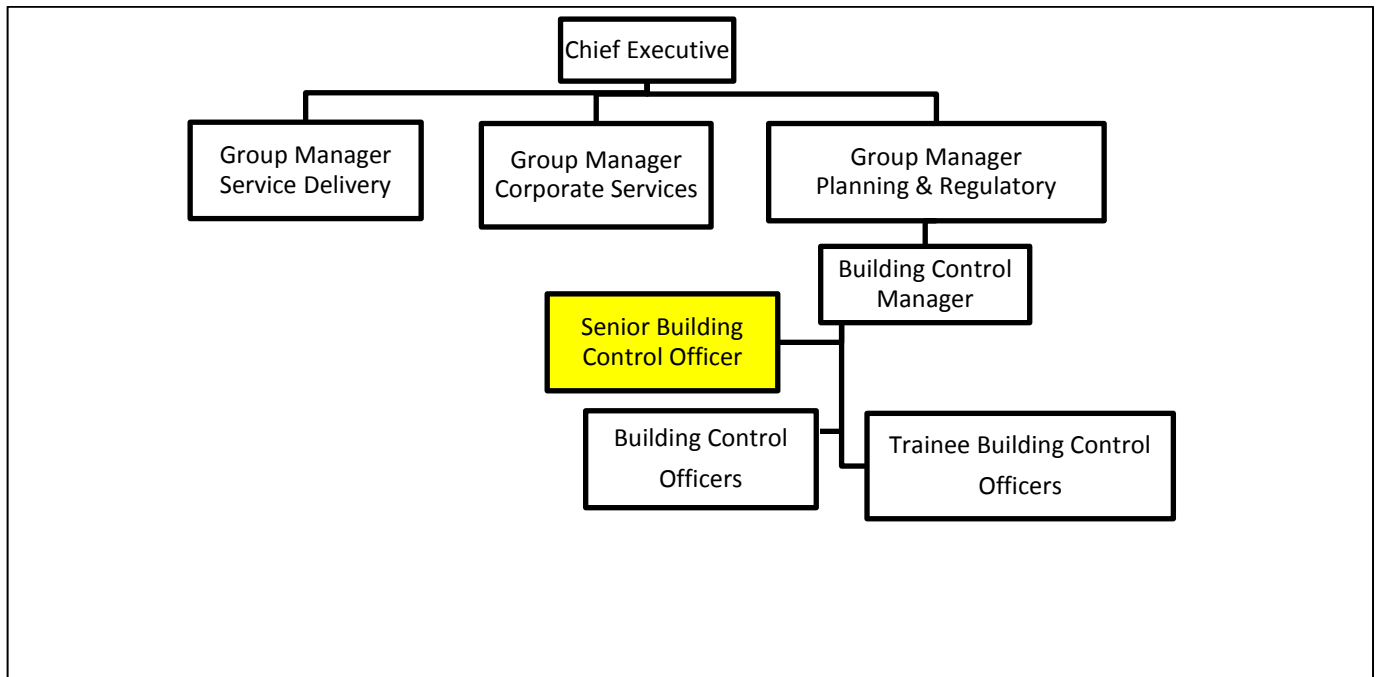 Chief Executive
Group Manager
Service Delivery
Group Manager
Corporate Services
Group Manager
Planning & Regulatory
Building Control
Manager
Senior Building
Control Officer
Building Control
Officers
Trainee Building Control
Officers